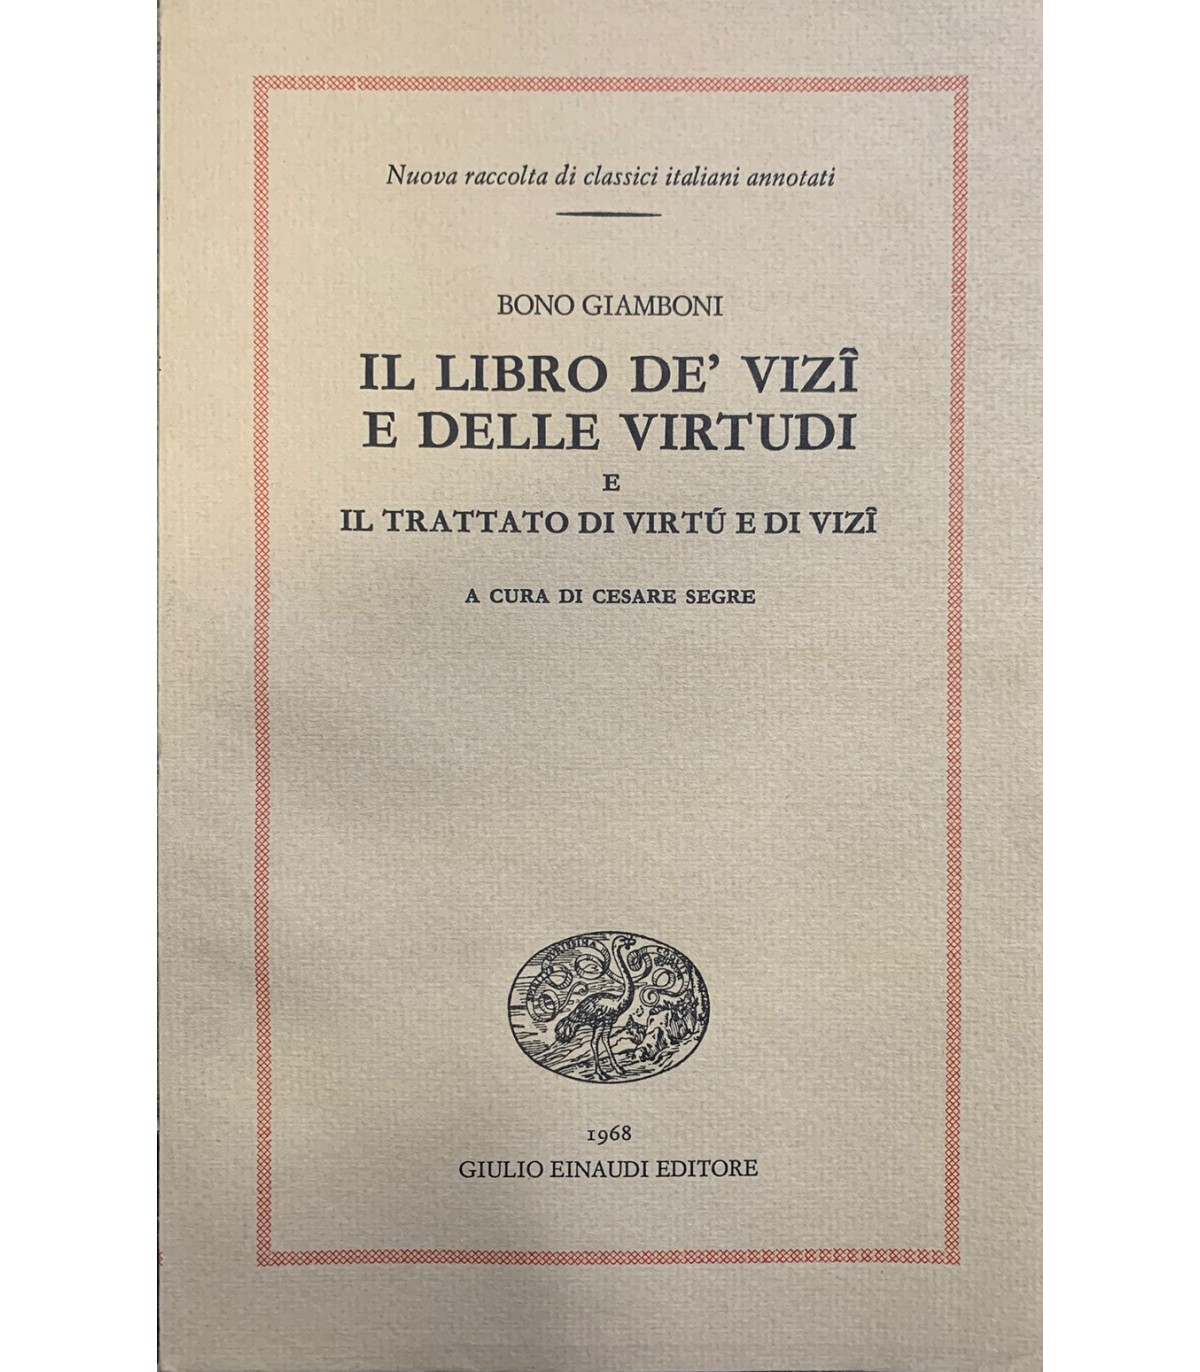 Nuova raccolta di classici italiani annotati
BONO GIAMBONI
IL LIBRO DE' VIZÎ
E DELLE VIRTUDI
E
IL TRATTATO DI VIRTÚ E DI VIZÎ
A CURA DI CESARE SEGRE
1968
GIULIO EINAUDI EDITORE